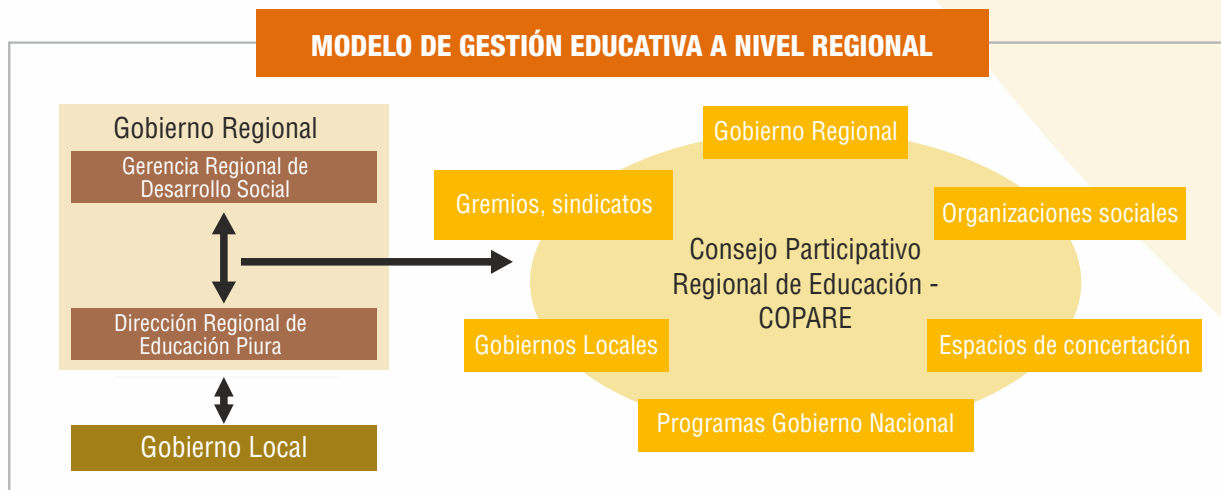 MODELO DE GESTIÓN EDUCATIVA A NIVEL REGIONAL
Gobierno Regional
Gerencia Regional de
Desarrollo Social
Dirección Regional de
Educación Piura
Gobierno Local
Gobierno Regional
Gremios, sindicatos
Organizaciones sociales
Consejo Participativo
Regional de Educación -
COPARE
Gobiernos Locales
Espacios de concertación
Programas Gobierno Nacional